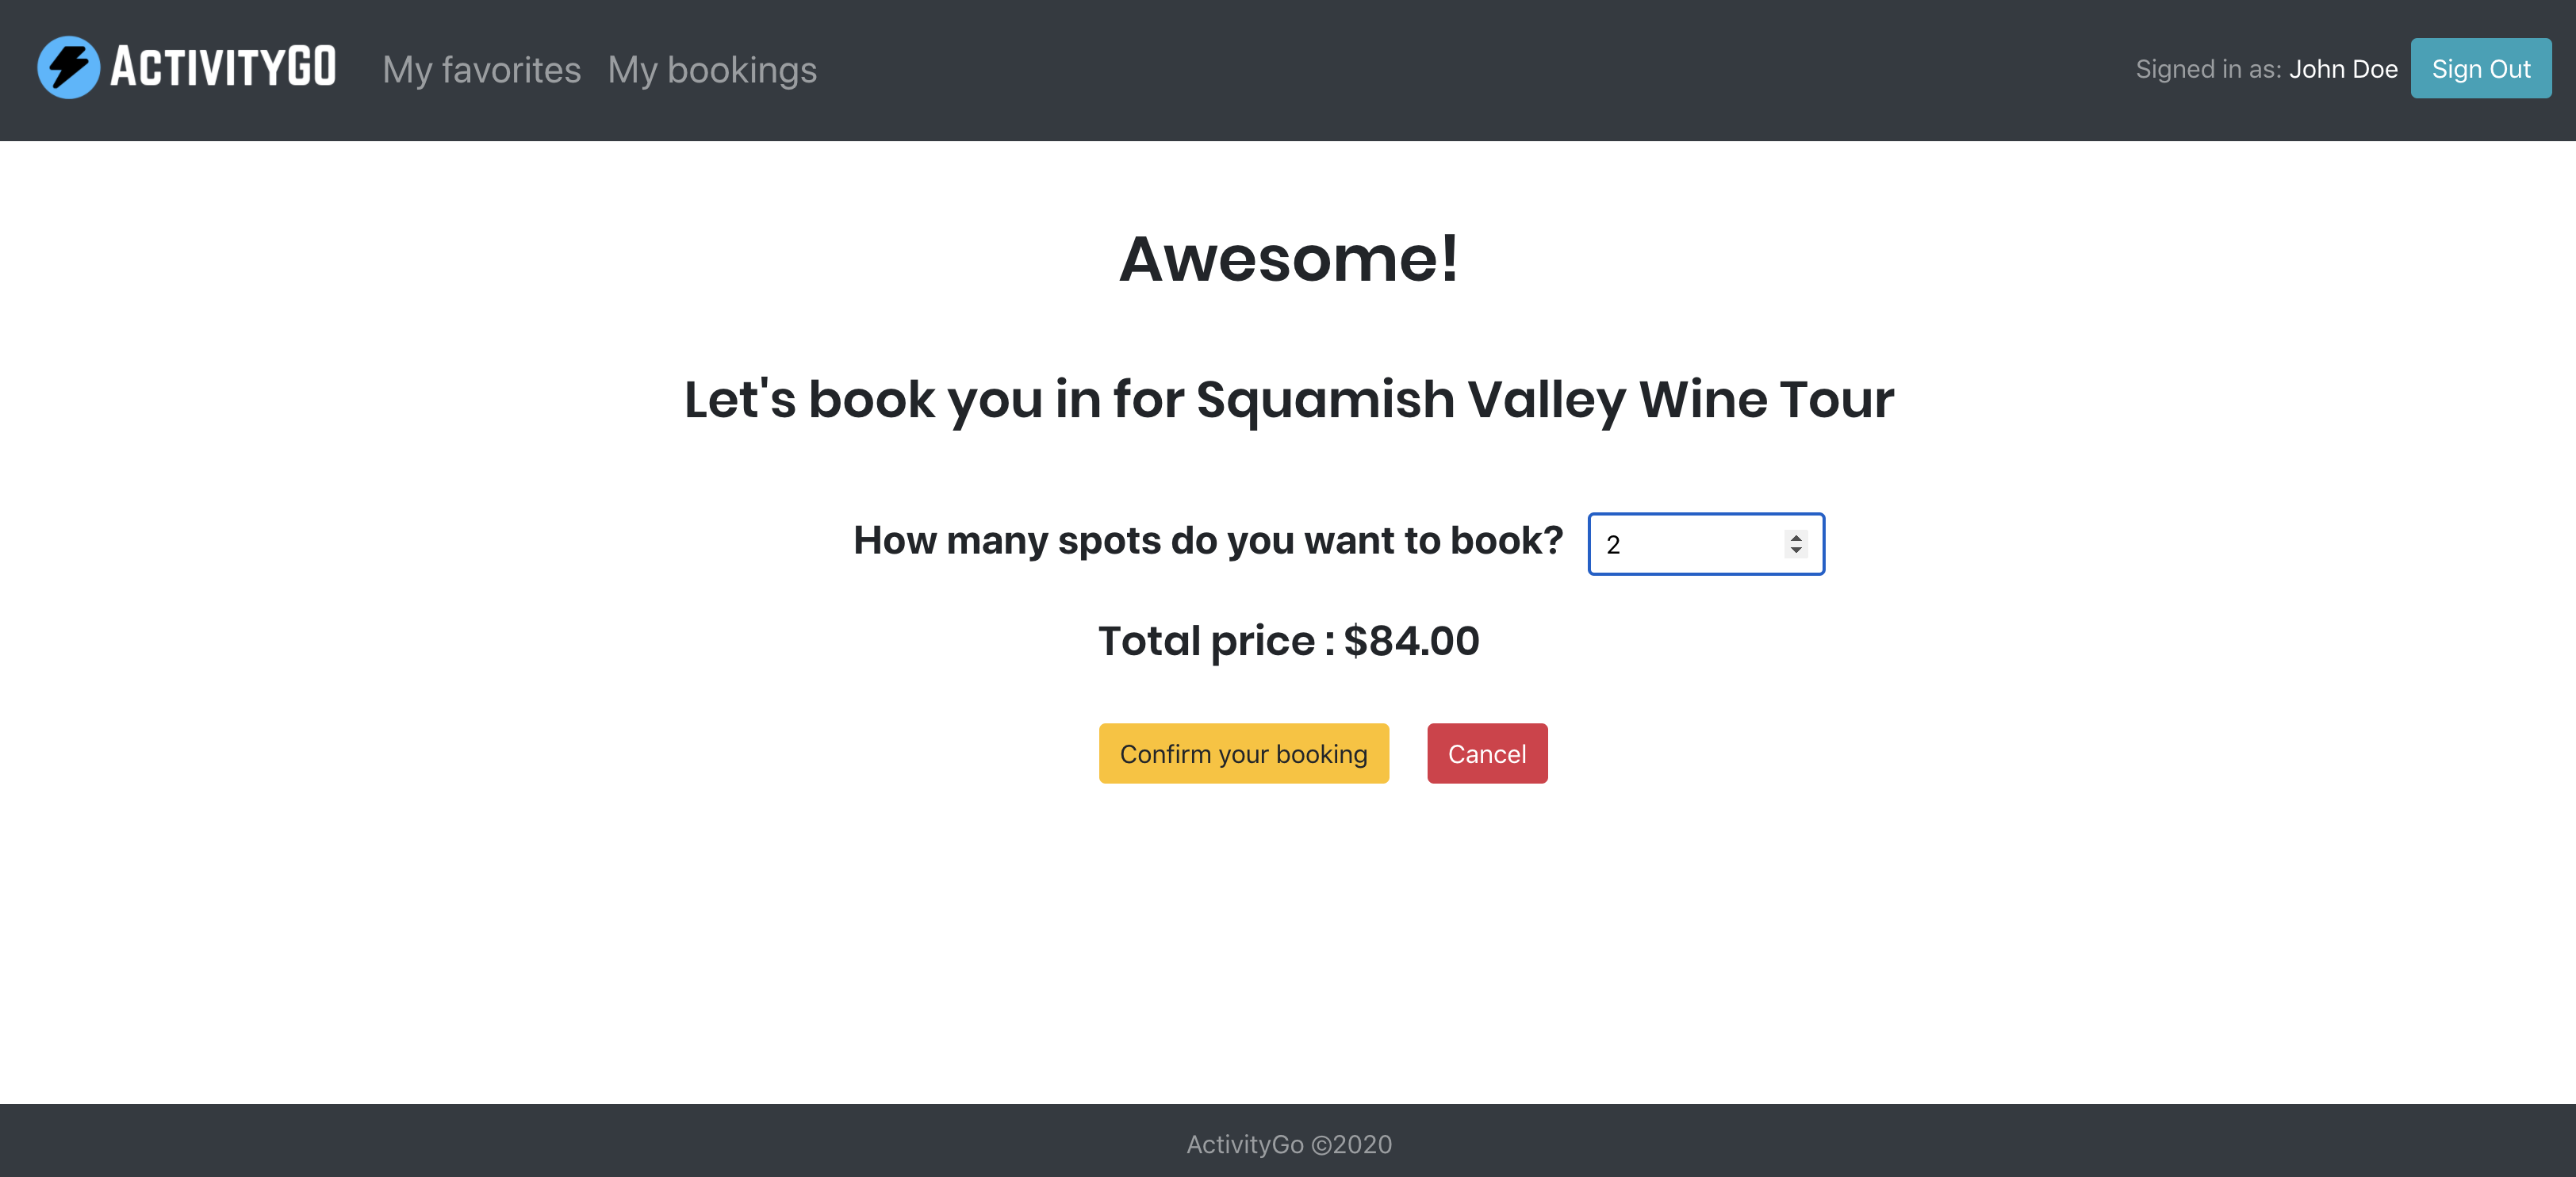 ACTIVITYGO My favorites My bookings Signed in as: John Doe Sign Out
Awesome!
Let's book you in for Squamish Valley Wine Tour
How many spots do you want to book? 2
Total price : $84.00
Confirm your booking Cancel
ActivityGo ©2020